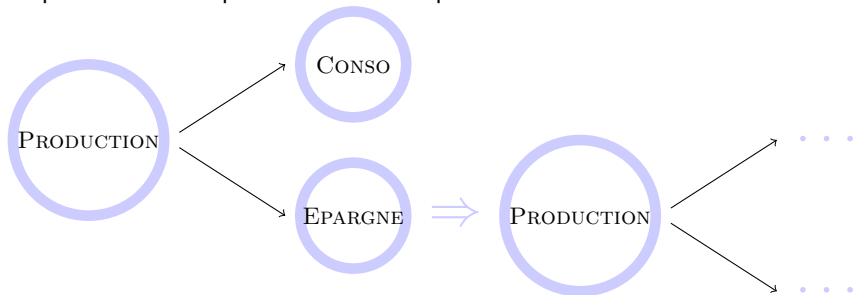 Conso
Production
Epargne ⇒ Production
. . .
. . .